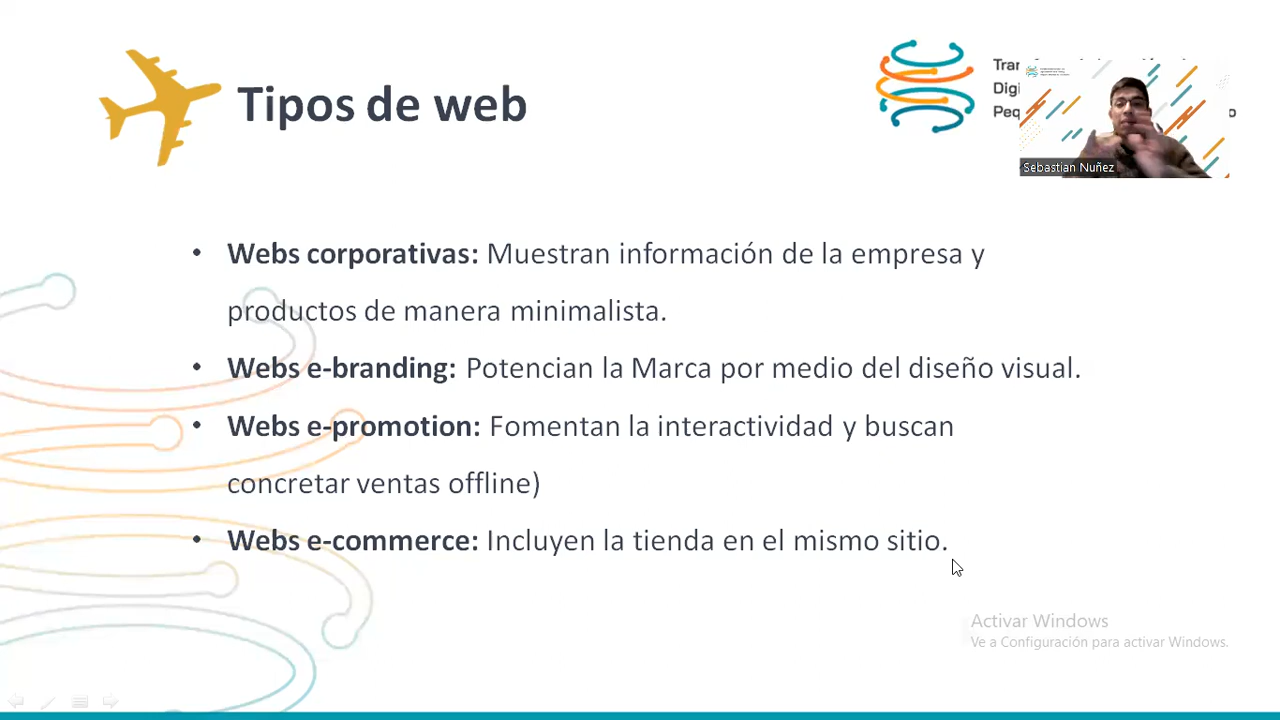 Tipos de web
Sebastian Nuñez
• Webs corporativas: Muestran información de la empresa y
productos de manera minimalista.
• Webs e-branding: Potencian la Marca por medio del diseño visual.
• Webs e-promotion: Fomentan la interactividad y buscan
concretar ventas offline)
• Webs e-commerce: Incluyen la tienda en el mismo sitio.
Activar Windows
Ve a Configuración para activar Windows.